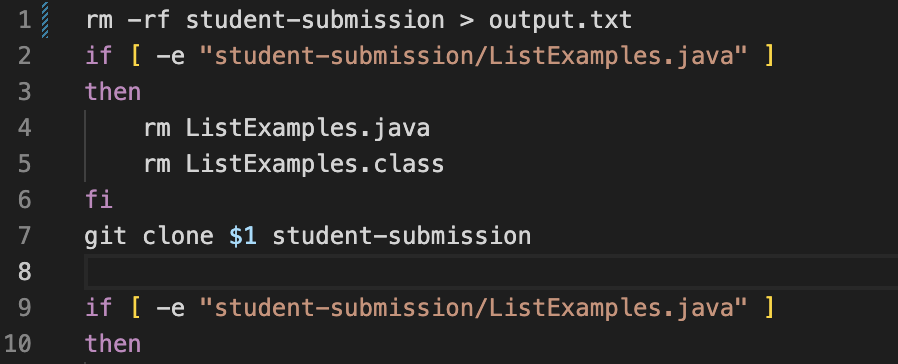 1 rm -rf student-submission > output.txt
2 if [ -e "student-submission/ListExamples.java" ]
3 then
4     rm ListExamples.java
5     rm ListExamples.class
6 fi
7 git clone $1 student-submission
8
9 if [ -e "student-submission/ListExamples.java" ]
10 then